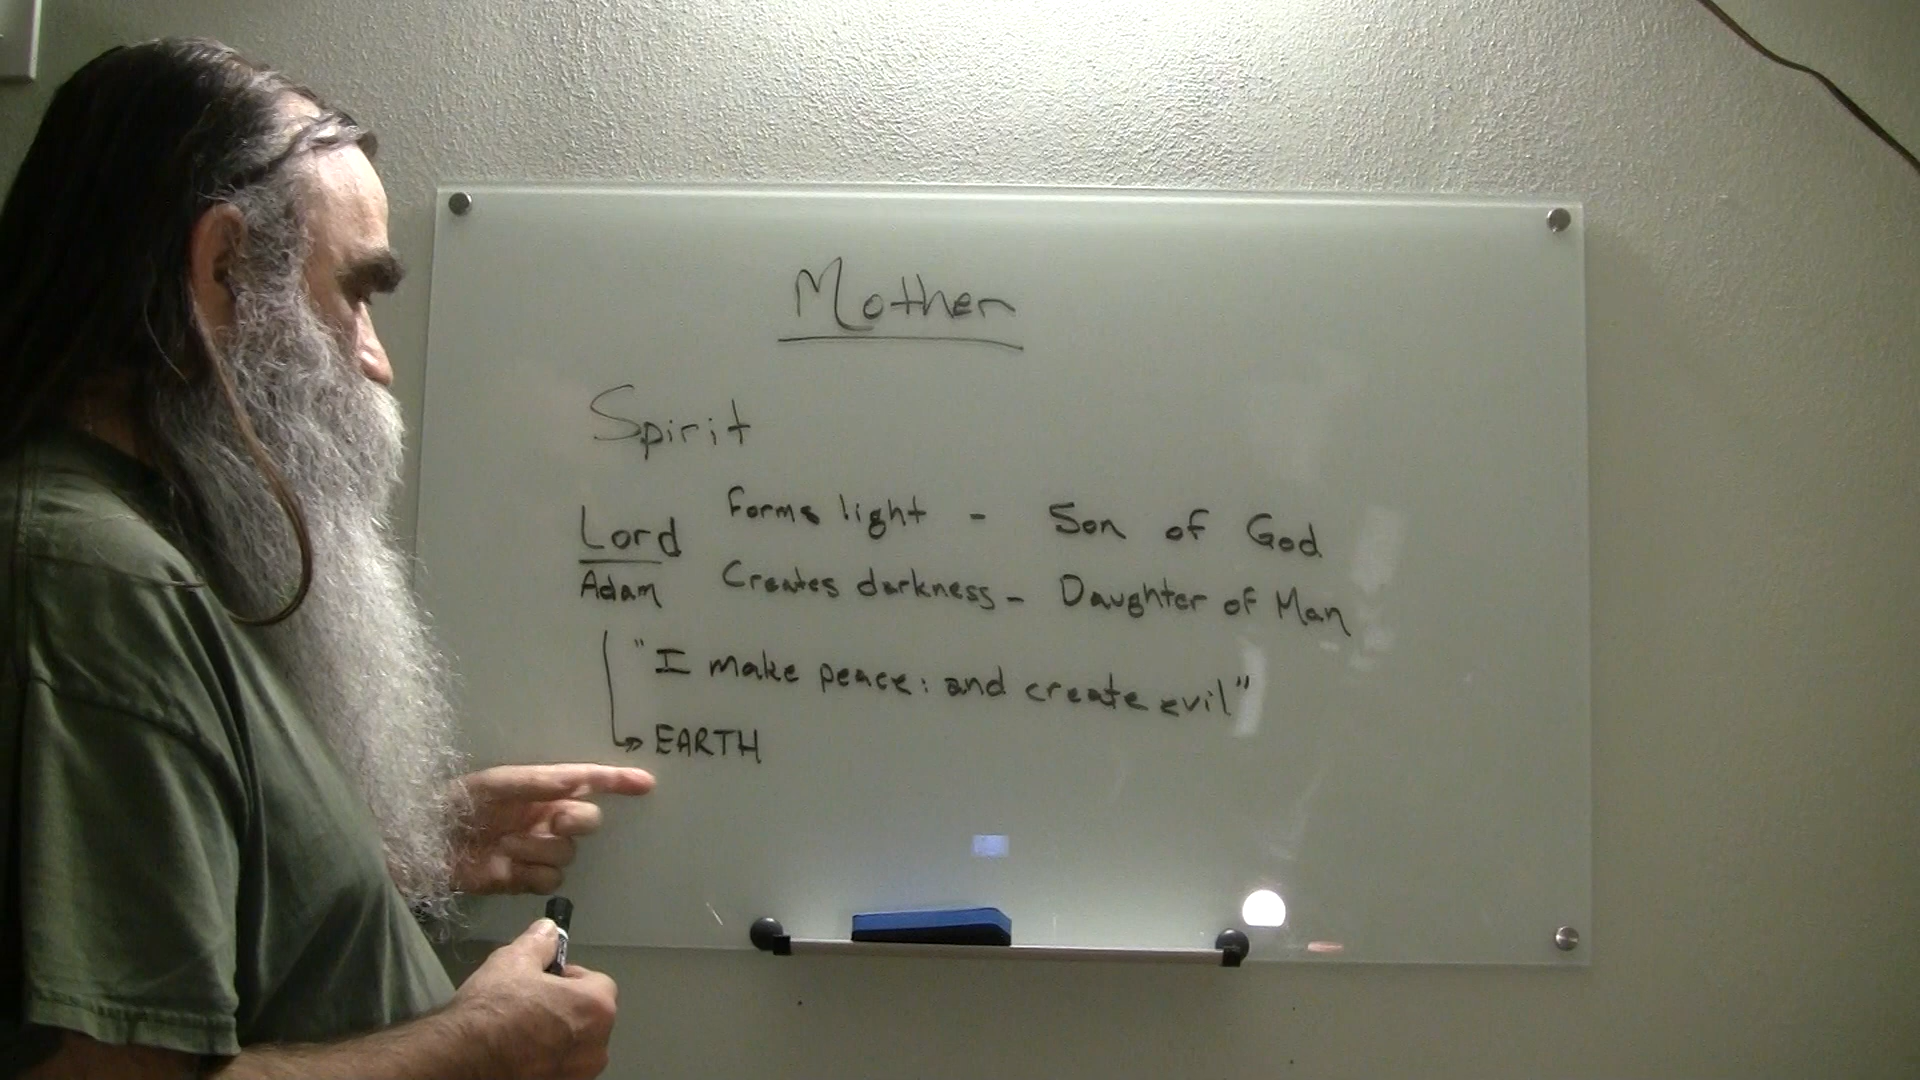 Mother
Spirit
Lord forms light - Son of God
Adam Creates darkness - Daughter of Man
"I make peace: and create evil"
EARTH